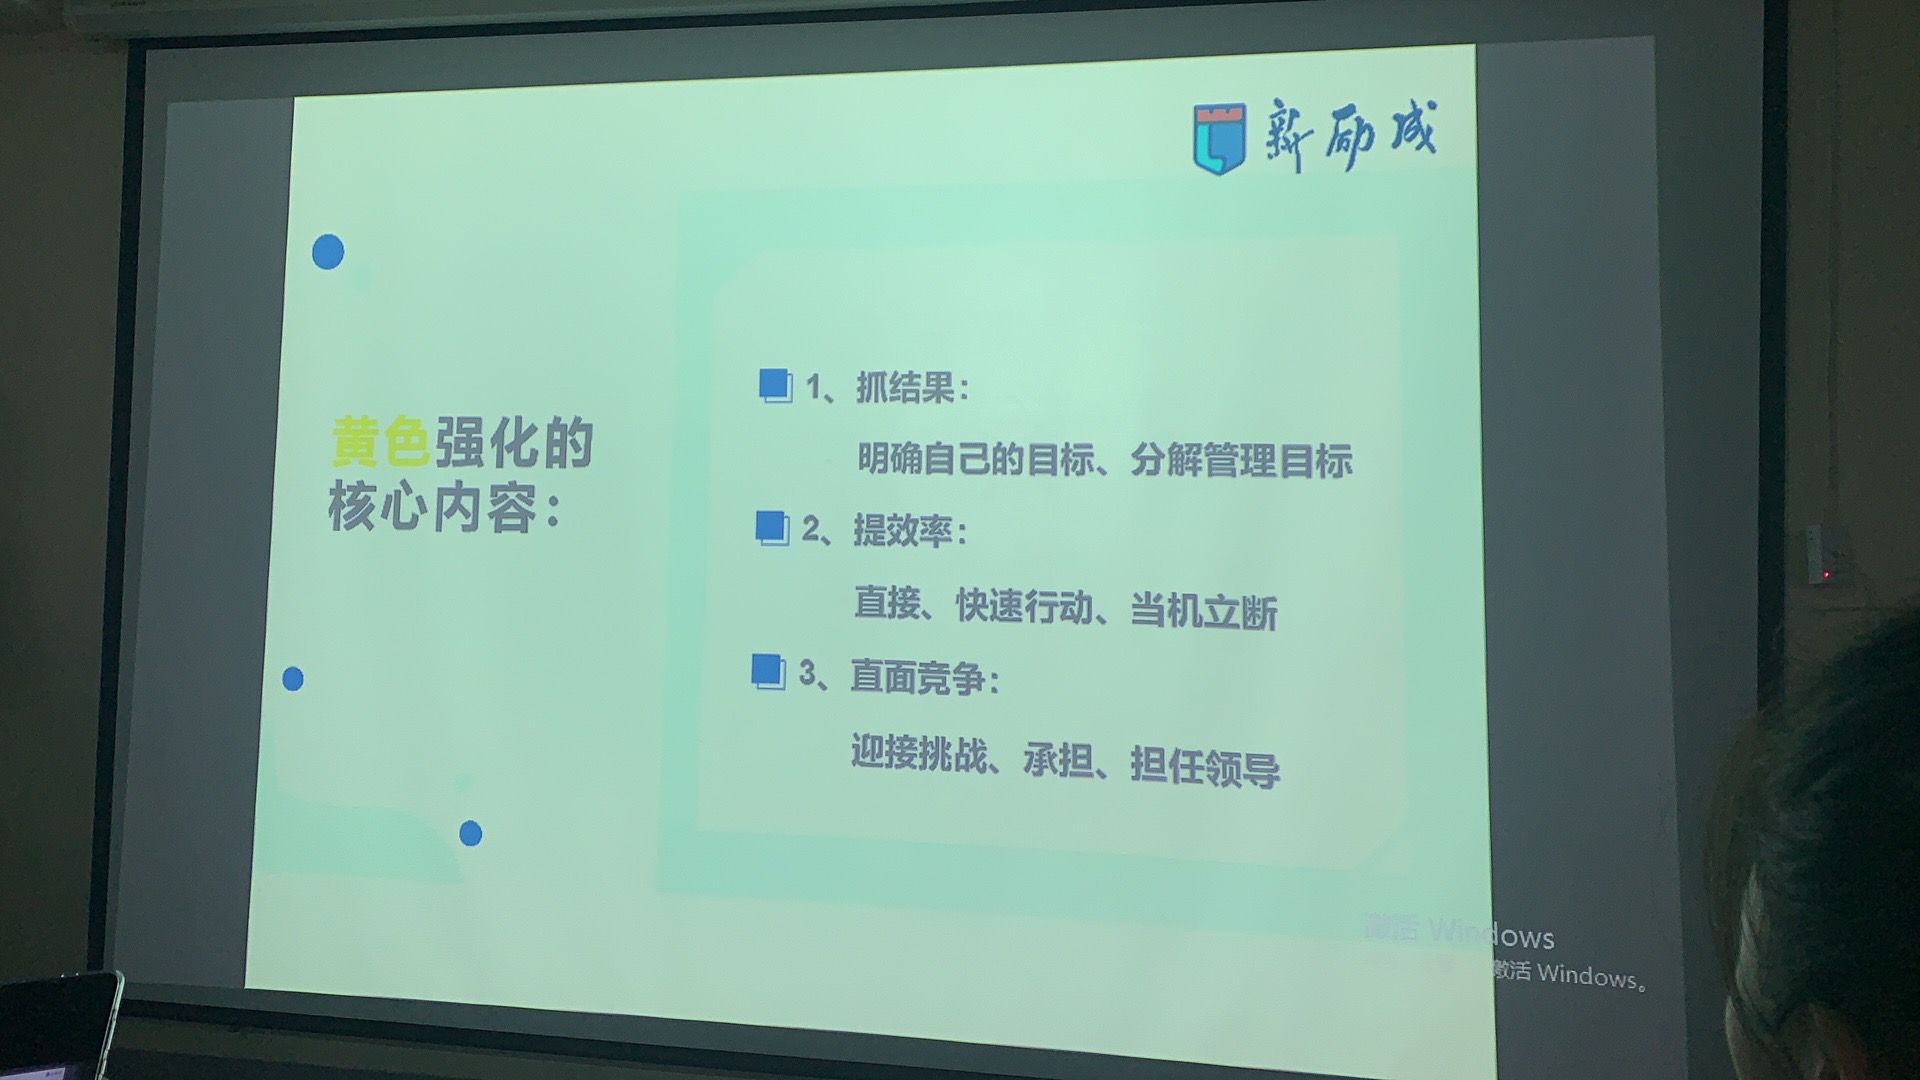 新励成
黄色强化的
核心内容：
1、抓结果：
明确自己的目标、分解管理目标
2、提效率：
直接、快速行动、当机立断
3、直面竞争：
迎接挑战、承担、担任领导
激活 Windows
激活 Windows。